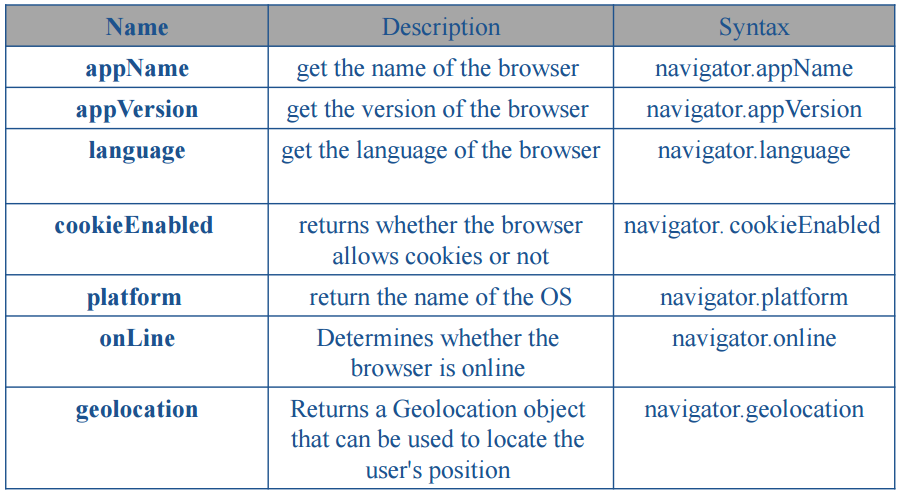 Name Description Syntax
appName get the name of the browser navigator.appName
appVersion get the version of the browser navigator.appVersion
language get the language of the browser navigator.language
cookieEnabled returns whether the browser navigator. cookieEnabled
allows cookies or not
platform return the name of the OS navigator.platform
onLine Determines whether the navigator.online
browser is online
geolocation Returns a Geolocation object navigator.geolocation
that can be used to locate the
user's position